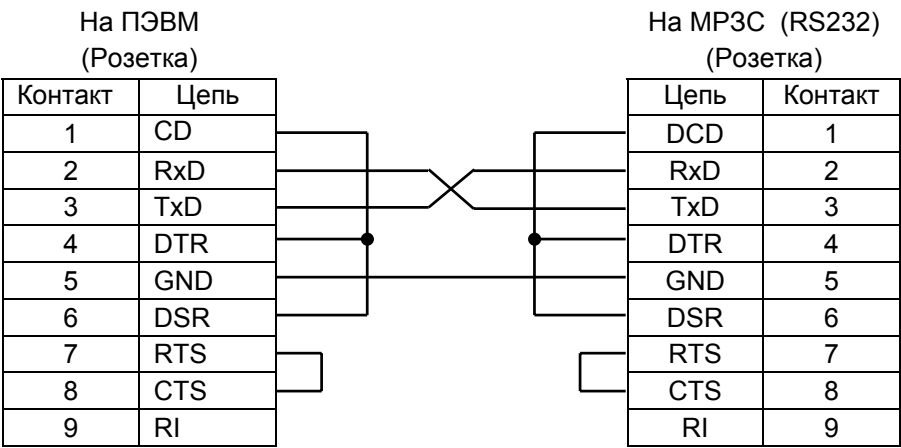 На ПЭВМ На МРЗС (RS232)
(Розетка) (Розетка)
Контакт Цепь Цепь Контакт
1 CD DCD 1
2 RxD RxD 2
3 TxD TxD 3
4 DTR DTR 4
5 GND GND 5
6 DSR DSR 6
7 RTS RTS 7
8 CTS CTS 8
9 RI RI 9